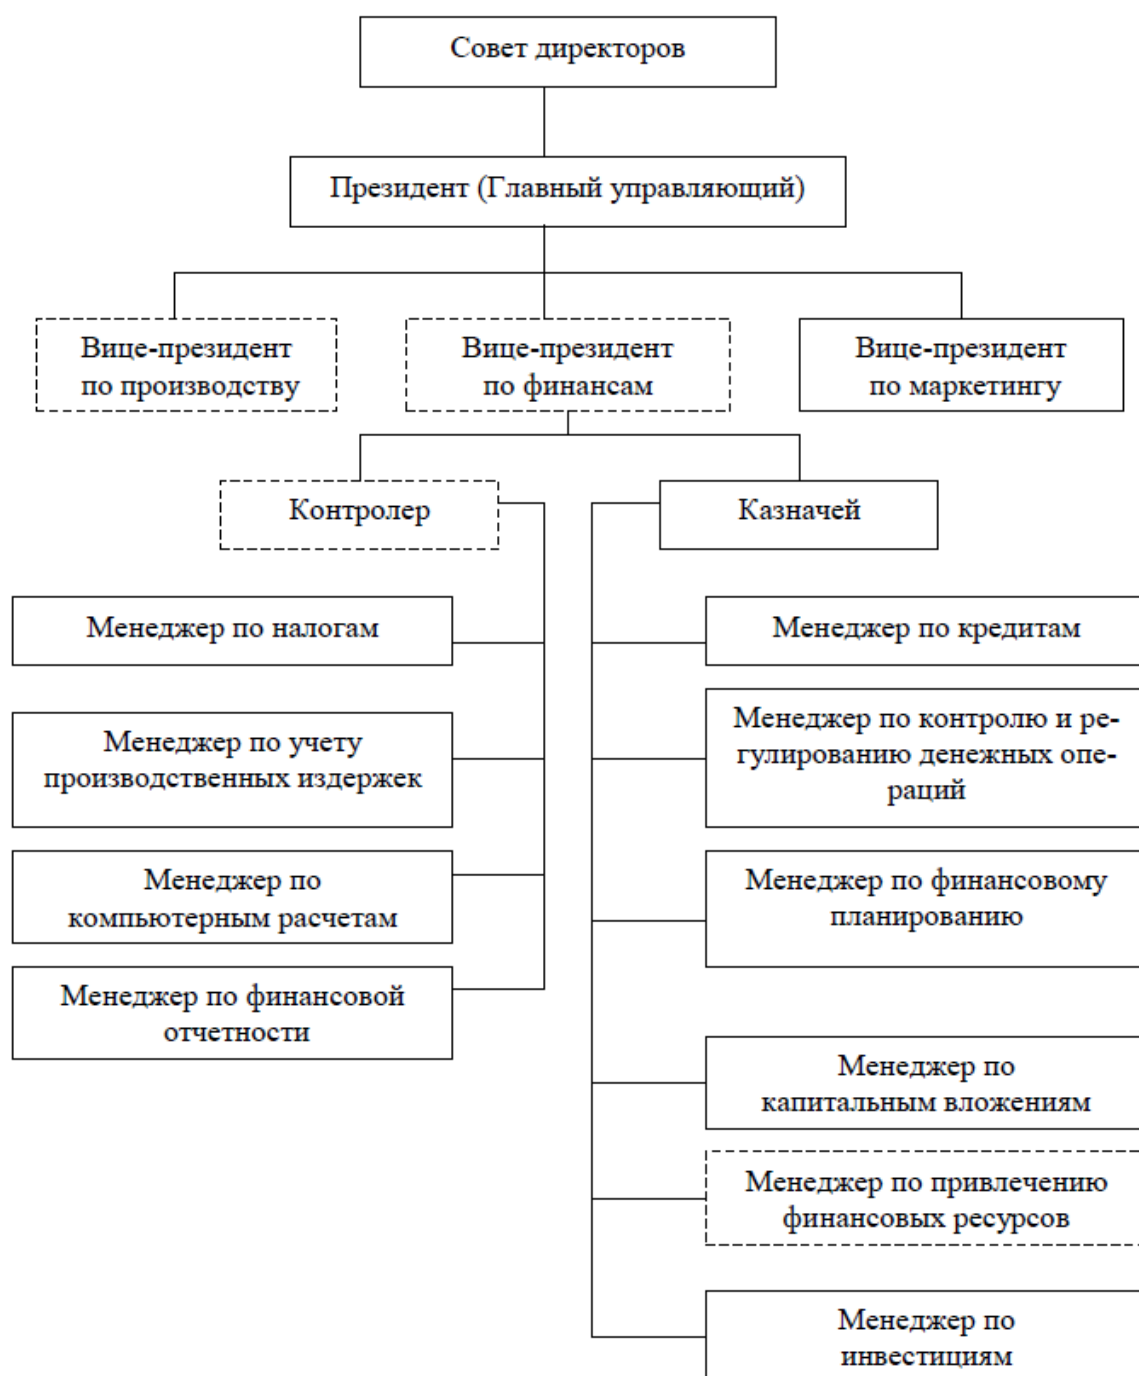 Совет директоров
Президент (Главный управляющий)
Вице-президент
по производству
Вице-президент
по финансам
Вице-президент
по маркетингу
Контролер
Казначей
Менеджер по налогам
Менеджер по учету
производственных издержек
Менеджер по
компьютерным расчетам
Менеджер по финансовой
отчетности
Менеджер по кредитам
Менеджер по контролю и ре-
гулированию денежных опе-
раций
Менеджер по финансовому
планированию
Менеджер по
капитальным вложениям
Менеджер по привлечению
финансовых ресурсов
Менеджер по
инвестициям